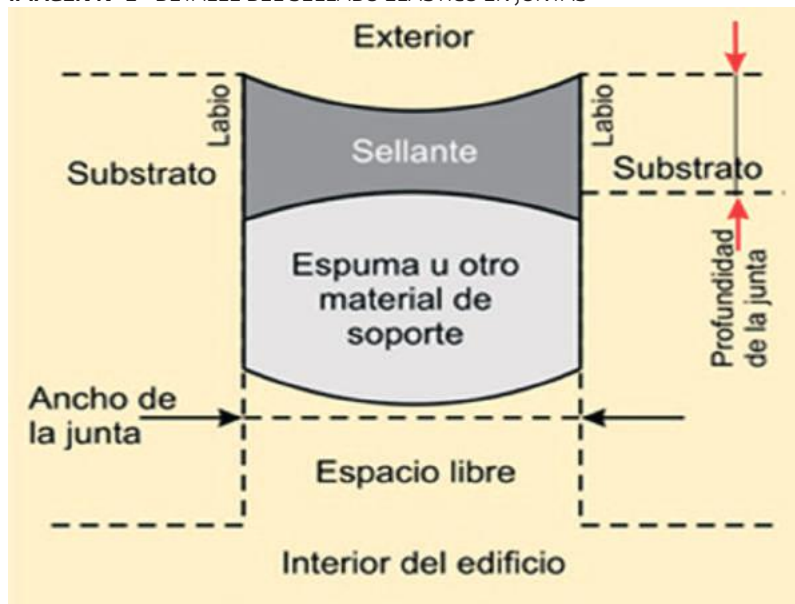 Exterior
Labio
Labio
Substrato
Sellante
Substrato
Espuma u otro
material de
soporte
Profundidad
de la junta
Ancho de
la junta
Espacio libre
Interior del edificio